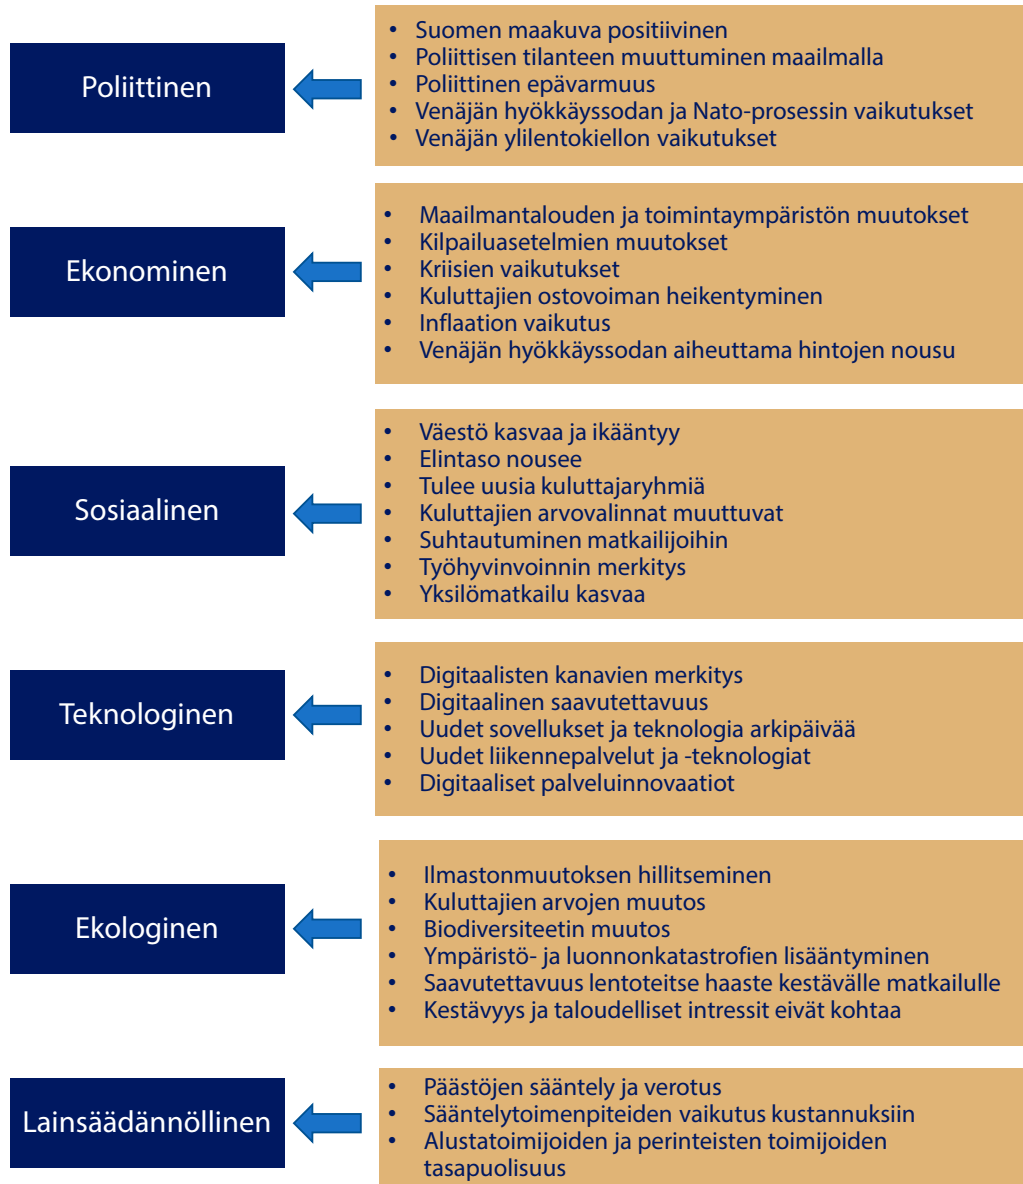 Poliittinen
• Suomen maakuva positiivinen
• Poliittisen tilanteen muuttuminen maailmalla
• Poliittinen epävarmuus
• Venäjän hyökkäyssodan ja Nato-prosessin vaikutukset
• Venäjän ylilentokiellon vaikutukset
Ekonominen
• Maailmantalouden ja toimintaympäristön muutokset
• Kilpailuasetelmien muutokset
• Kriisien vaikutukset
• Kuluttajien ostovoiman heikentyminen
• Inflaation vaikutus
• Venäjän hyökkäyssodan aiheuttama hintojen nousu
Sosiaalinen
• Väestö kasvaa ja ikääntyy
• Elintaso nousee
• Tulee uusia kuluttajaryhmiä
• Kuluttajien arvovalinnat muuttuvat
• Suhtautuminen matkailijoihin
• Työhyvinvoinnin merkitys
• Yksilömatkailu kasvaa
Teknologinen
• Digitaalisten kanavien merkitys
• Digitaalinen saavutettavuus
• Uudet sovellukset ja teknologia arkipäivää
• Uudet liikennepalvelut ja -teknologiat
• Digitaaliset palveluinnovaatiot
Ekologinen
• Ilmastonmuutoksen hillitseminen
• Kuluttajien arvojen muutos
• Biodiversiteetin muutos
• Ympäristö- ja luonnonkatastrofien lisääntyminen
• Saavutettavuus lentoteitse haaste kestävälle matkailulle
• Kestävyys ja taloudelliset intressit eivät kohtaa
Lainsäädännöllinen
• Päästöjen sääntely ja verotus
• Sääntelytoimenpiteiden vaikutus kustannuksiin
• Alustatoimijoiden ja perinteisten toimijoiden
tasapuolisuus